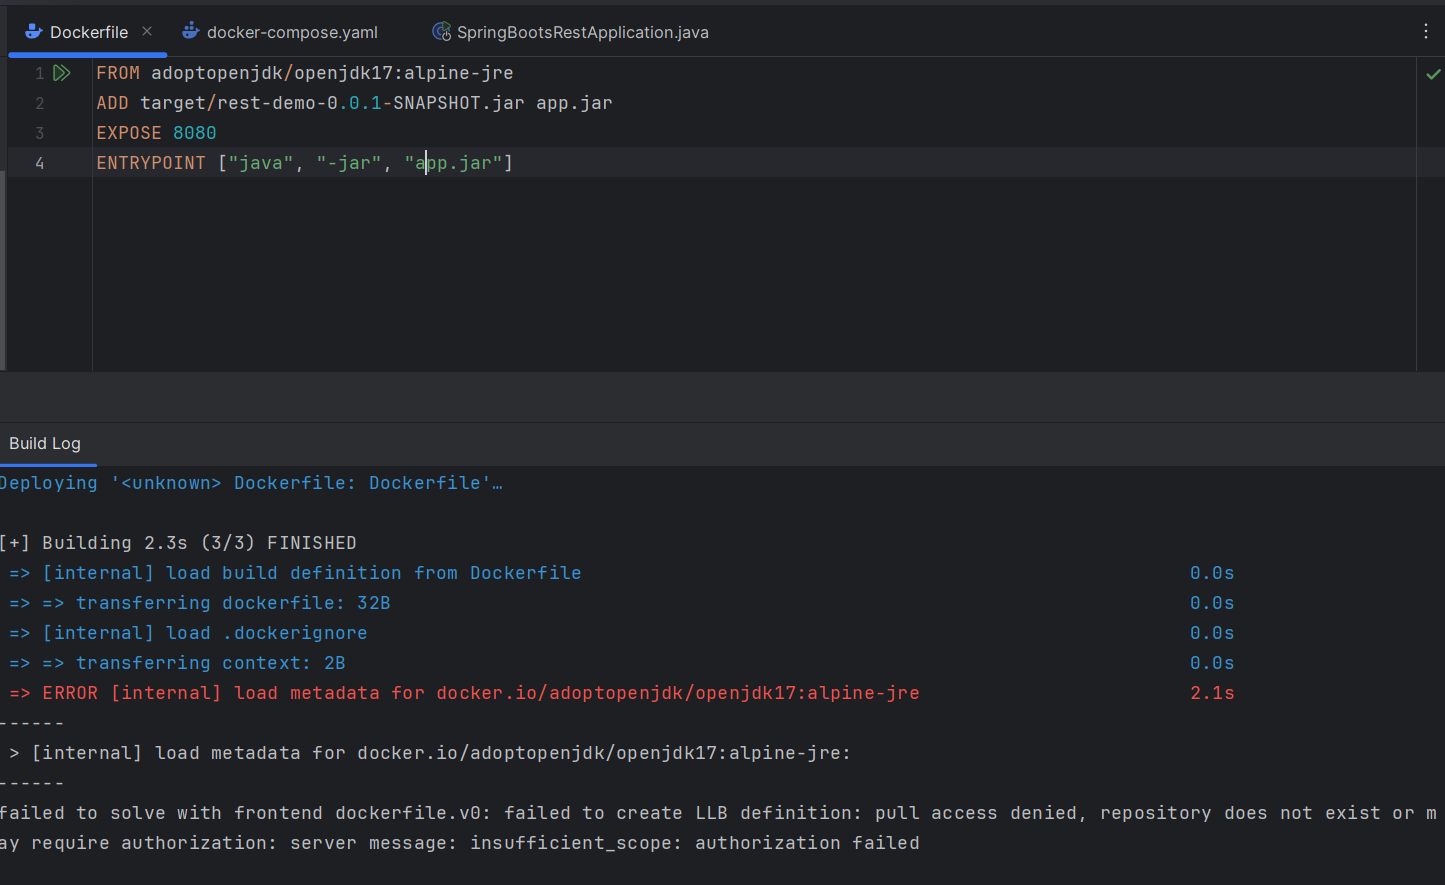 Dockerfile docker-compose.yaml SpringBootsRestApplication.java
1 FROM adoptopenjdk/openjdk17:alpine-jre
2 ADD target/rest-demo-0.0.1-SNAPSHOT.jar app.jar
3 EXPOSE 8080
4 ENTRYPOINT ["java", "-jar", "app.jar"]
Build Log
Deploying '<unknown> Dockerfile: Dockerfile'…
[+] Building 2.3s (3/3) FINISHED
=> [internal] load build definition from Dockerfile 0.0s
=> => transferring dockerfile: 32B 0.0s
=> [internal] load .dockerignore 0.0s
=> => transferring context: 2B 0.0s
=> ERROR [internal] load metadata for docker.io/adoptopenjdk/openjdk17:alpine-jre 2.1s
------
> [internal] load metadata for docker.io/adoptopenjdk/openjdk17:alpine-jre:
------
failed to solve with frontend dockerfile.v0: failed to create LLB definition: pull access denied, repository does not exist or m
ay require authorization: server message: insufficient_scope: authorization failed